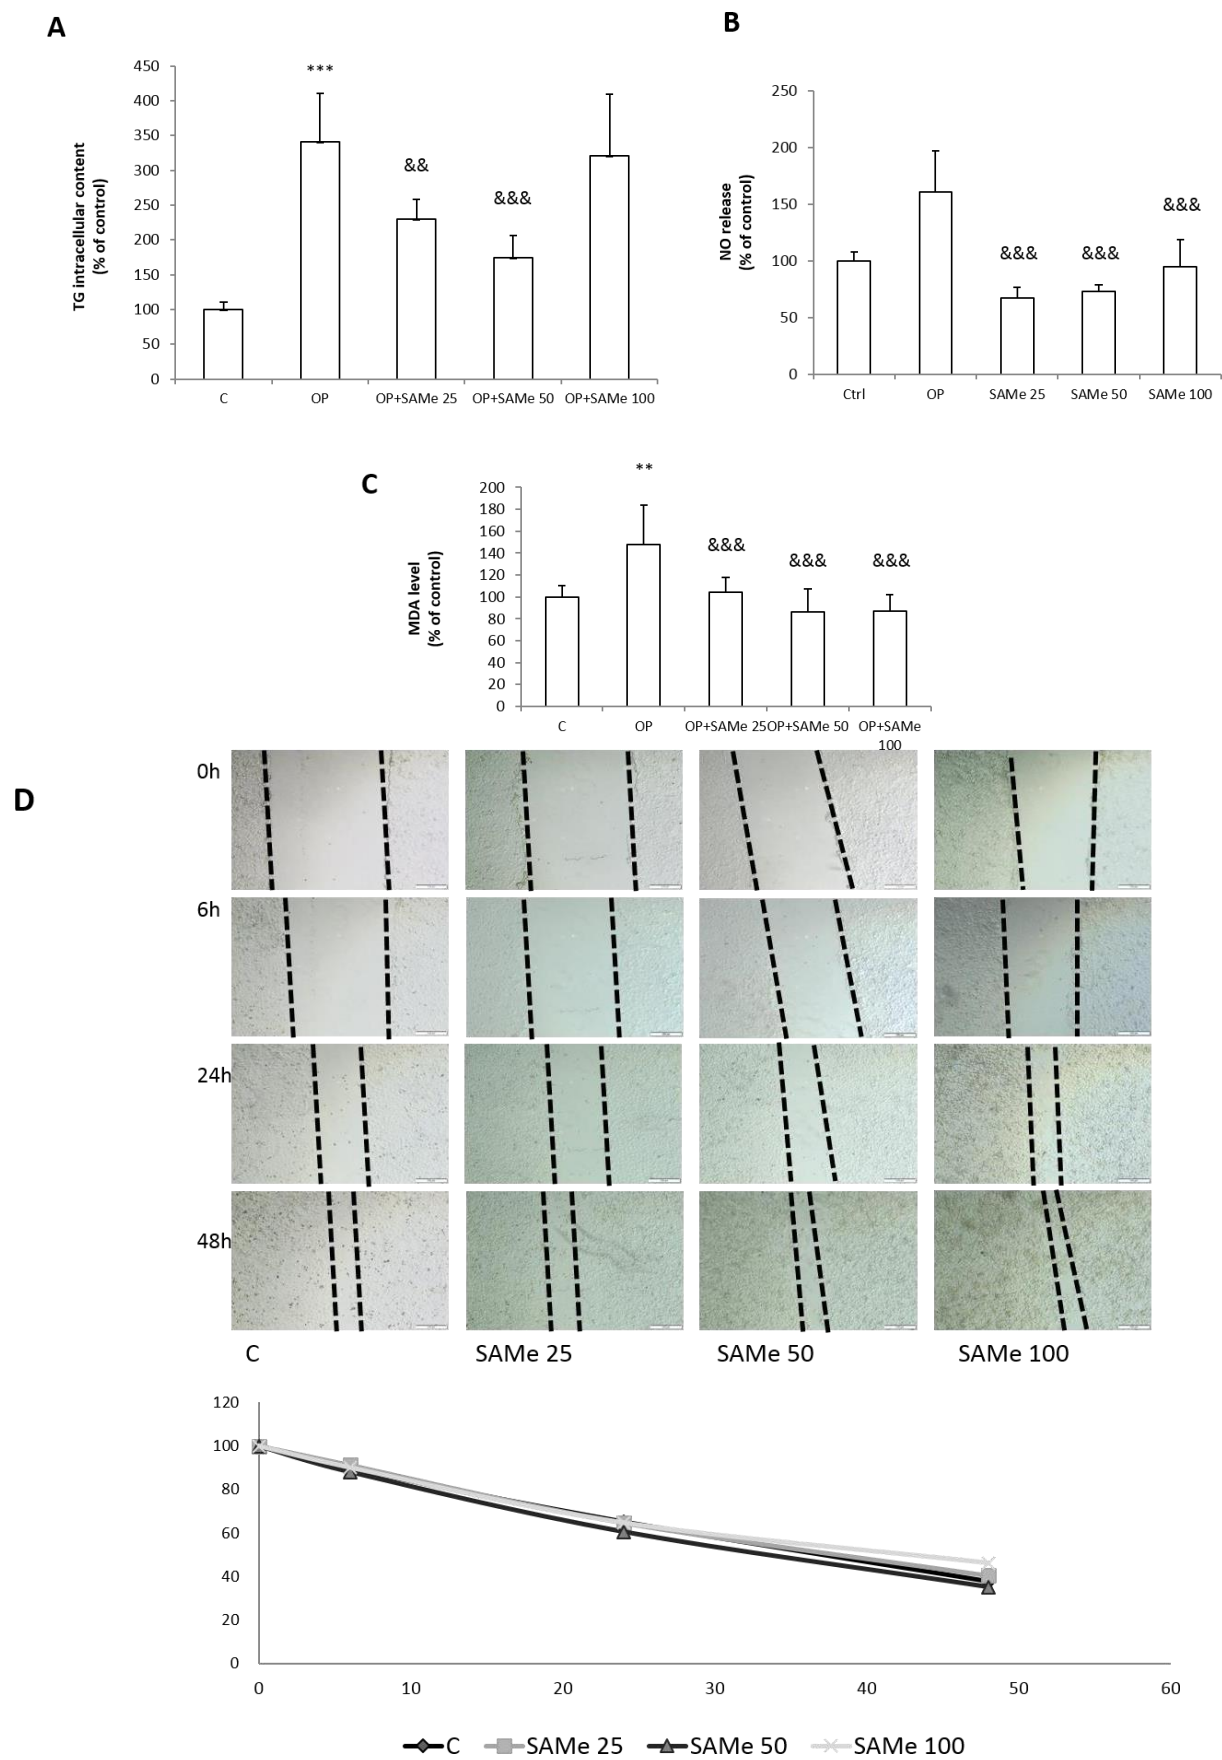 A
B
450
***
400
350
300
250
200
150
100
50
0
&&
&&&
TG intracellular content
(% of control)
C OP OP+SAMe 25 OP+SAMe 50 OP+SAMe 100
250
200
150
100
50
0
&&&
&&&
&&&
NO release
(% of control)
Ctrl OP SAMe 25 SAMe 50 SAMe 100
C
**
200
180
160
140
120
100
80
60
40
20
0
&&&
&&&
&&&
MDA level
(% of control)
C OP OP+SAMe 25 OP+SAMe 50 OP+SAMe
100
D
0h
6h
24h
48h
C SAMe 25 SAMe 50 SAMe 100
120
100
80
60
40
20
0
0 10 20 30 40 50 60
C SAMe 25 SAMe 50 SAMe 100